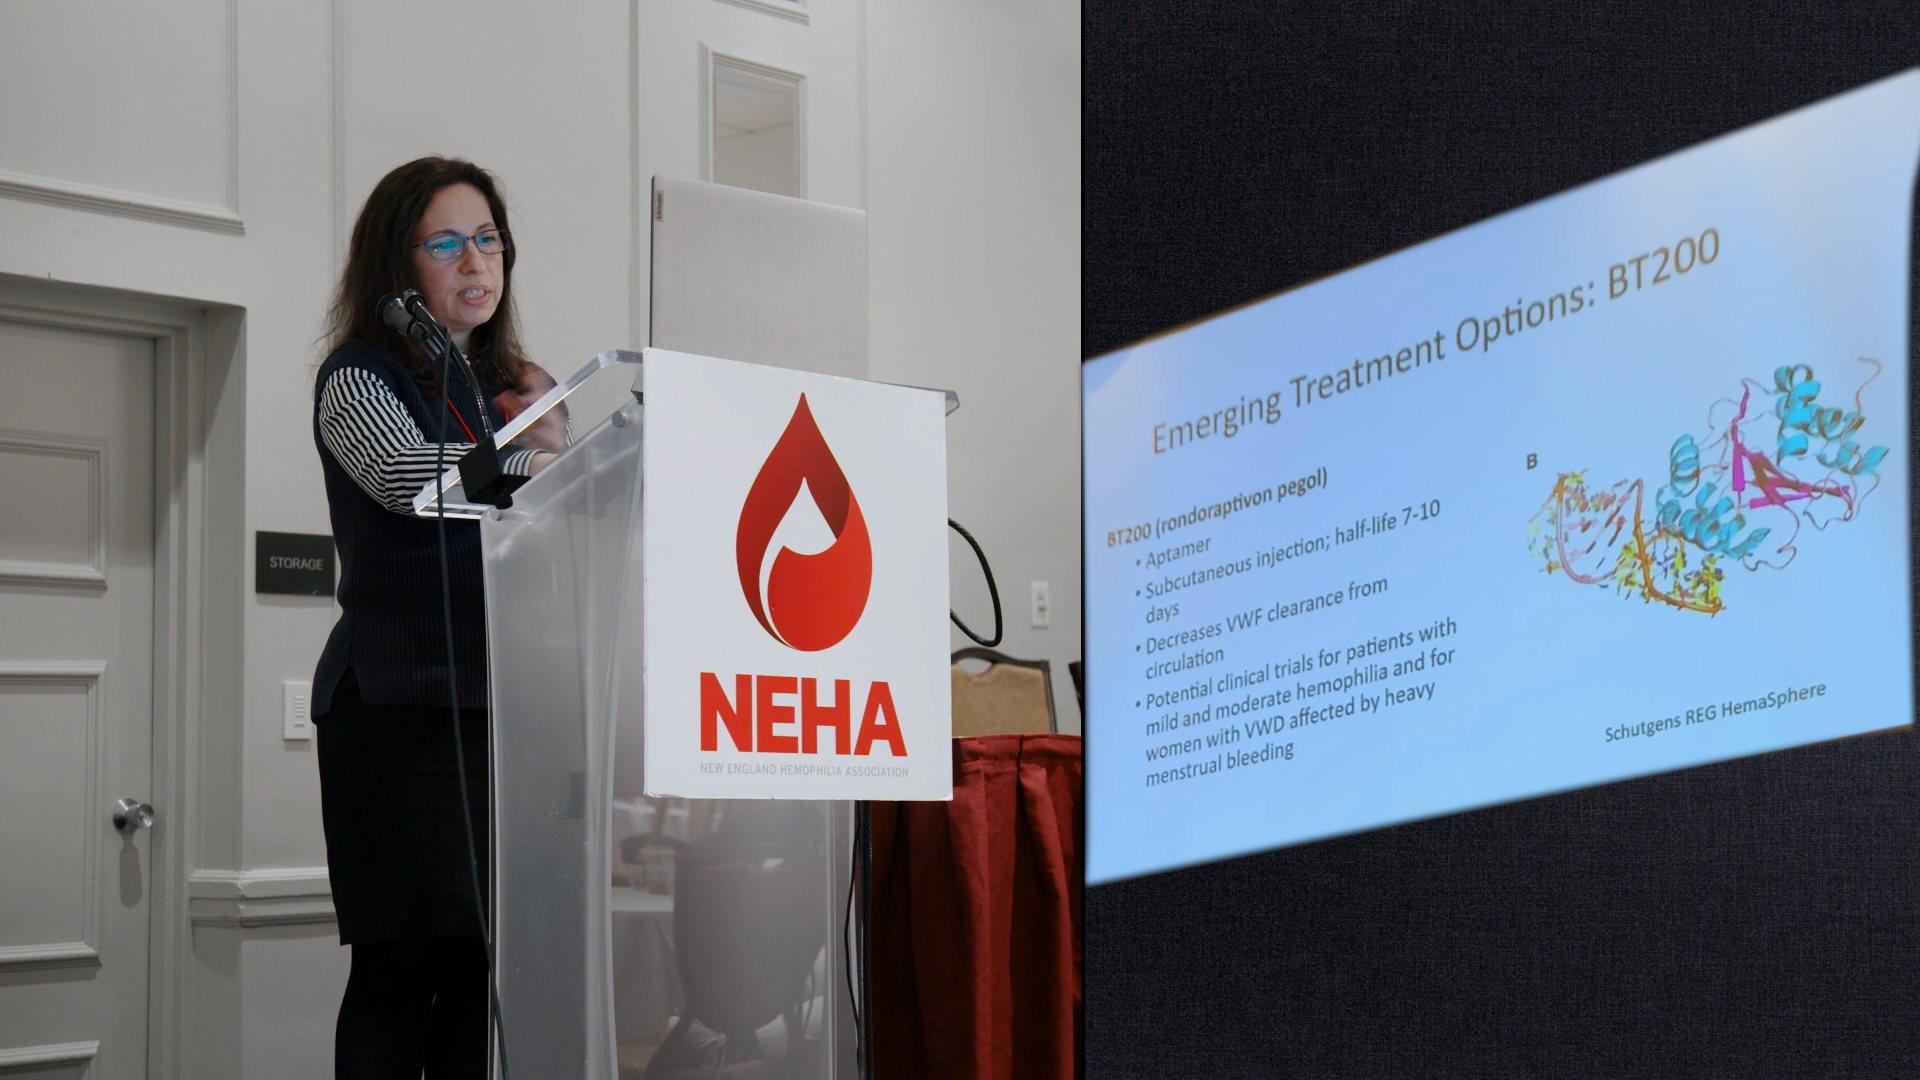 Lenovo
STORAGE
NEHA
NEW ENGLAND HEMOPHILIA ASSOCIATION
Emerging Treatment Options: BT200
BT200 (rondoraptivon pegol)
• Aptamer
• Subcutaneous injection; half-life 7-10
days
• Decreases VWF clearance from
circulation
• Potential clinical trials for patients with
mild and moderate hemophilia and for
women with VWD affected by heavy
menstrual bleeding
B
Schutgens REG HemaSphere